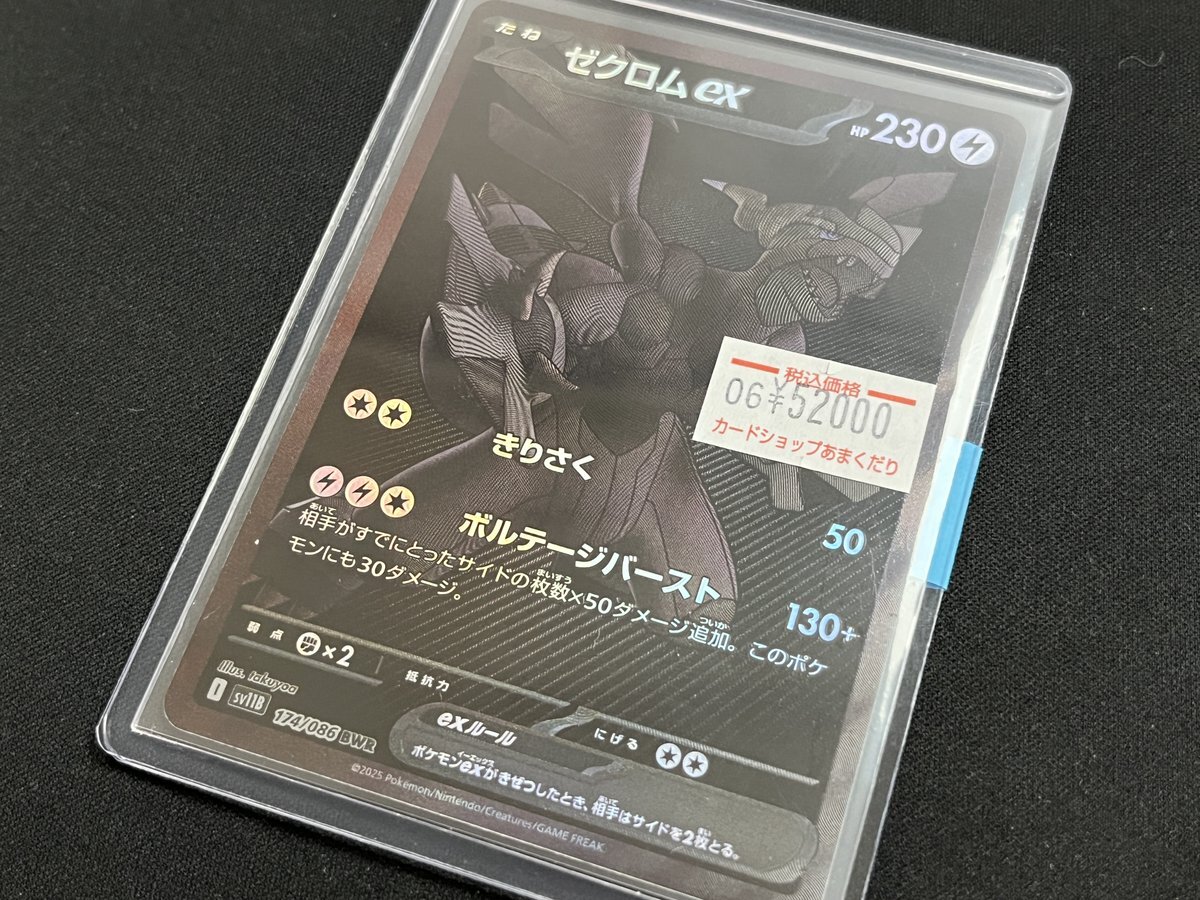 たね
ゼクロムex
HP 230
税込価格
06 ¥52000
カードショップあまくだり
きりさく 50
ボルテージバースト 130+
相手がすでにとったサイドの枚数×50ダメージ追加。このポケ
モンにも30ダメージ。
弱点 ×2
抵抗力
にげる
Illus. takuyoa
I sv11B 174/086 BWR
exルール
ポケモンexがきぜつしたとき、相手はサイドを2枚とる。
©2025 Pokémon/Nintendo/Creatures/GAME FREAK.